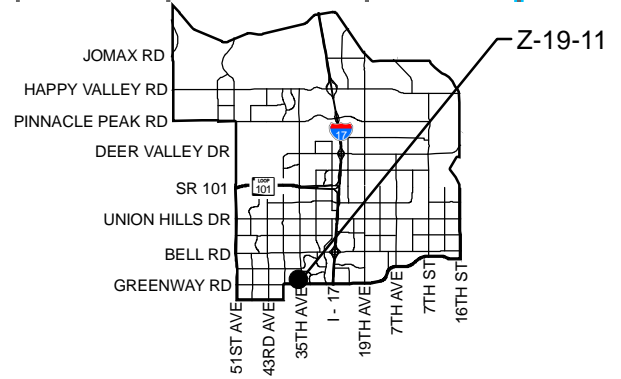 Z-19-11
JOMAX RD
HAPPY VALLEY RD
PINNACLE PEAK RD
17
DEER VALLEY DR
SR 101
LOOP
101
UNION HILLS DR
BELL RD
GREENWAY RD
51ST AVE
43RD AVE
35TH AVE
I - 17
19TH AVE
7TH AVE
7TH ST
16TH ST